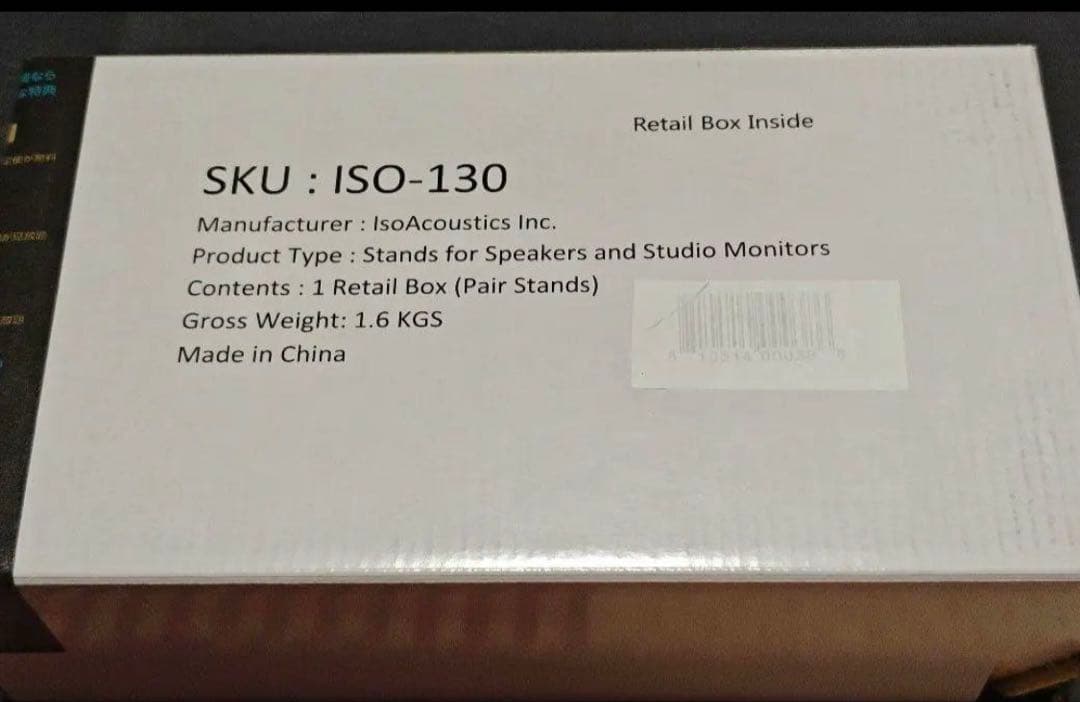 Retail Box Inside
SKU : ISO-130
Manufacturer : IsoAcoustics Inc.
Product Type : Stands for Speakers and Studio Monitors
Contents : 1 Retail Box (Pair Stands)
Gross Weight: 1.6 KGS
Made in China